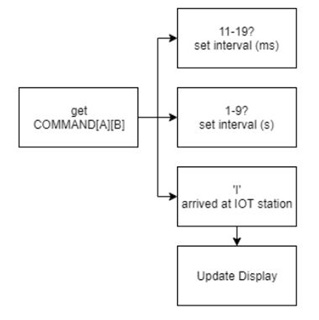 11-19?
set interval (ms)
get
COMMAND[A][B]
1-9?
set interval (s)
'I'
arrived at IOT station
Update Display